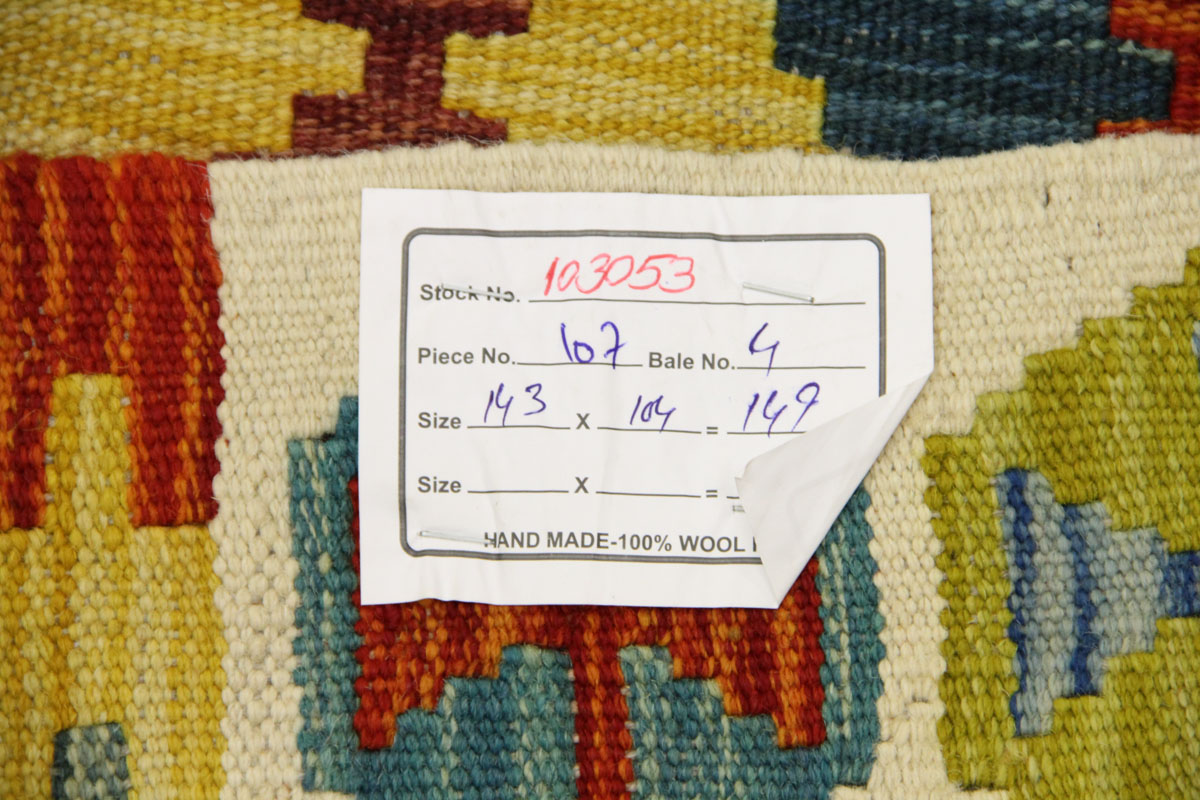 Stock No. 103053
Piece No. 107 Bale No. 4
Size 143 X 104 = 149
Size X =
HAND MADE-100% WOOL